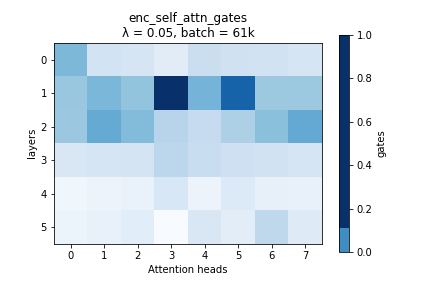 enc_self_attn_gates
λ = 0.05, batch = 61k
layers
0
1
2
3
4
5
0 1 2 3 4 5 6 7
Attention heads
1.0
0.8
0.6
0.4
0.2
0.0
gates